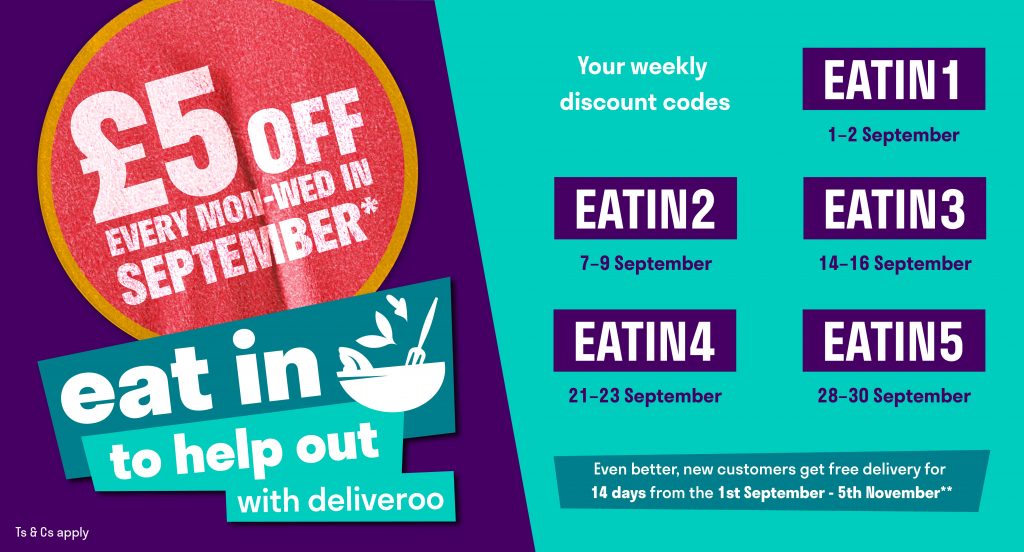 £5 OFF
EVERY MON-WED IN
SEPTEMBER*
eat in
to help out
with deliveroo
Ts & Cs apply
Your weekly
discount codes
EATIN1
1–2 September
EATIN2
7–9 September
EATIN3
14–16 September
EATIN4
21–23 September
EATIN5
28–30 September
Even better, new customers get free delivery for
14 days from the 1st September - 5th November**